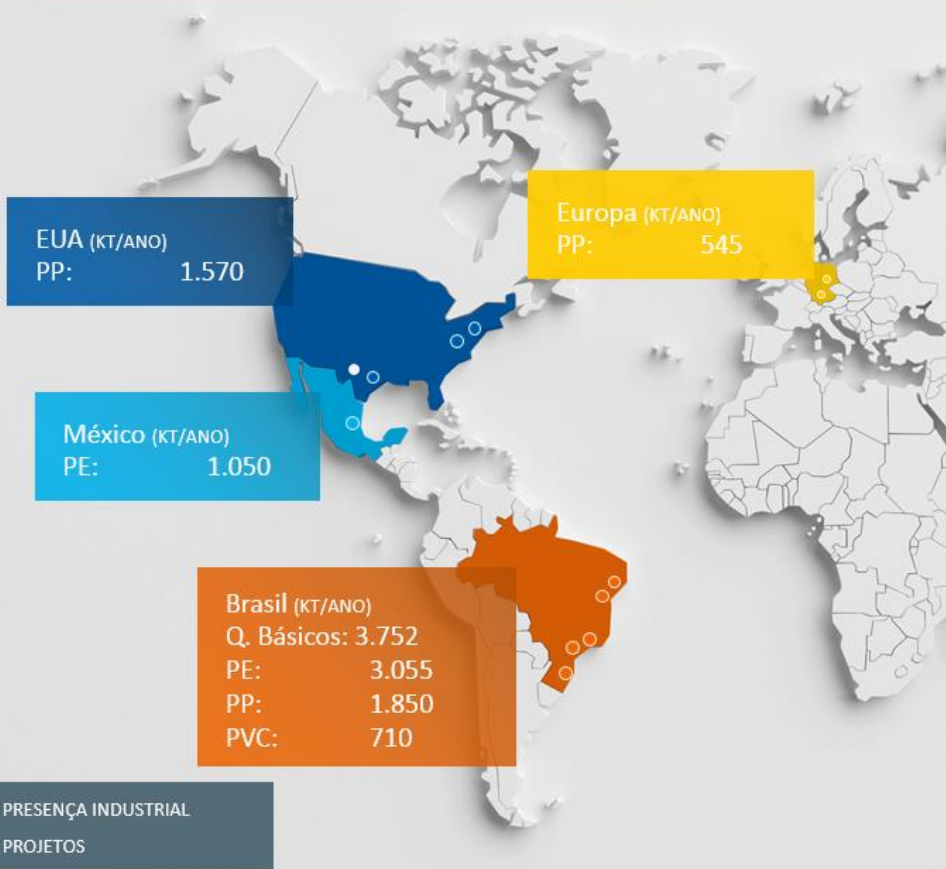 EUA (KT/ANO)
PP: 1.570
Europa (KT/ANO)
PP: 545
México (KT/ANO)
PE: 1.050
Brasil (KT/ANO)
Q. Básicos: 3.752
PE: 3.055
PP: 1.850
PVC: 710
PRESENÇA INDUSTRIAL
PROJETOS